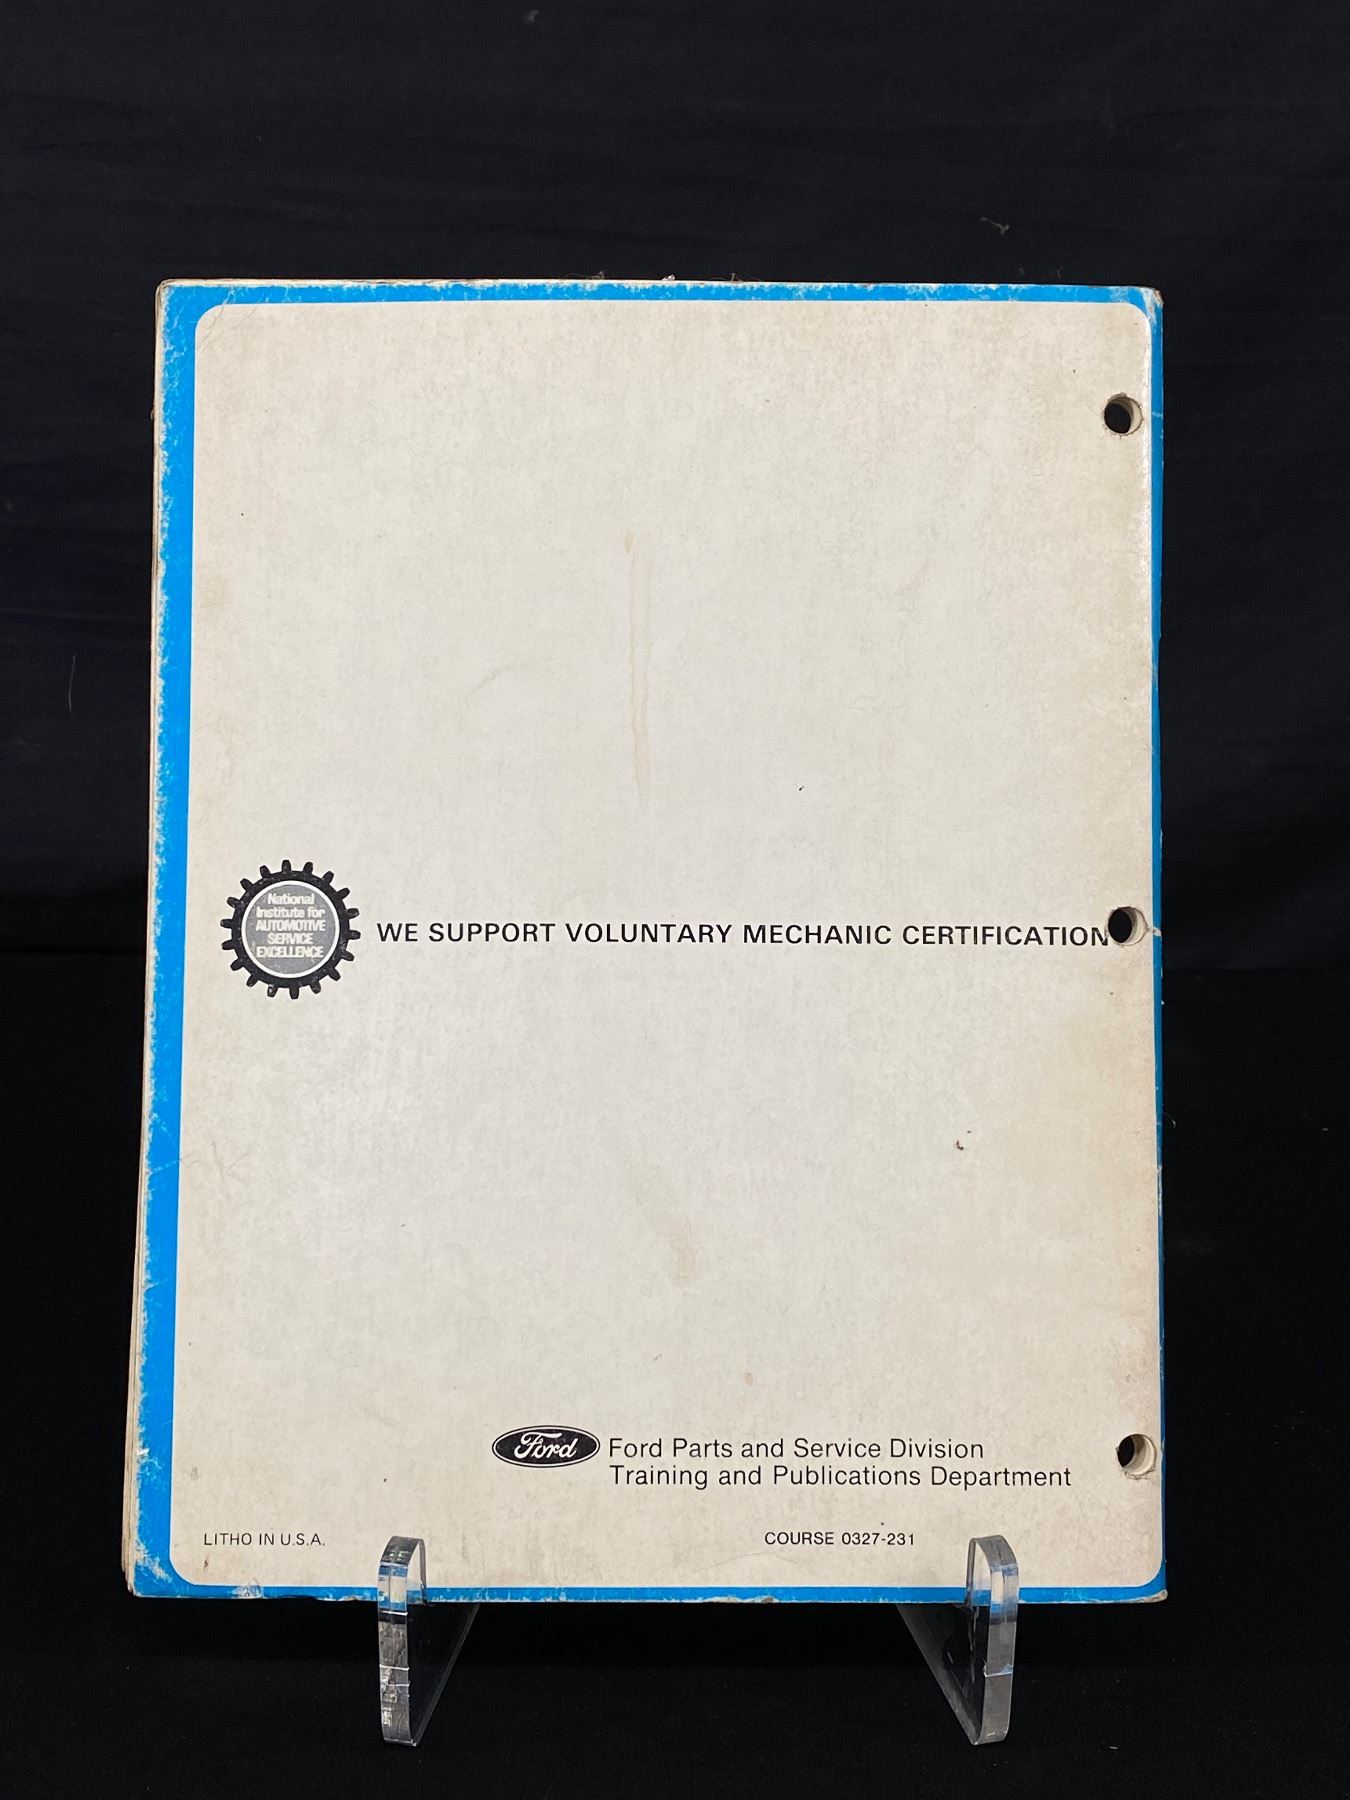 National
Institute for
AUTOMOTIVE
SERVICE
EXCELLENCE
WE SUPPORT VOLUNTARY MECHANIC CERTIFICATION
Ford
Ford Parts and Service Division
Training and Publications Department
LITHO IN U.S.A.
COURSE 0327-231